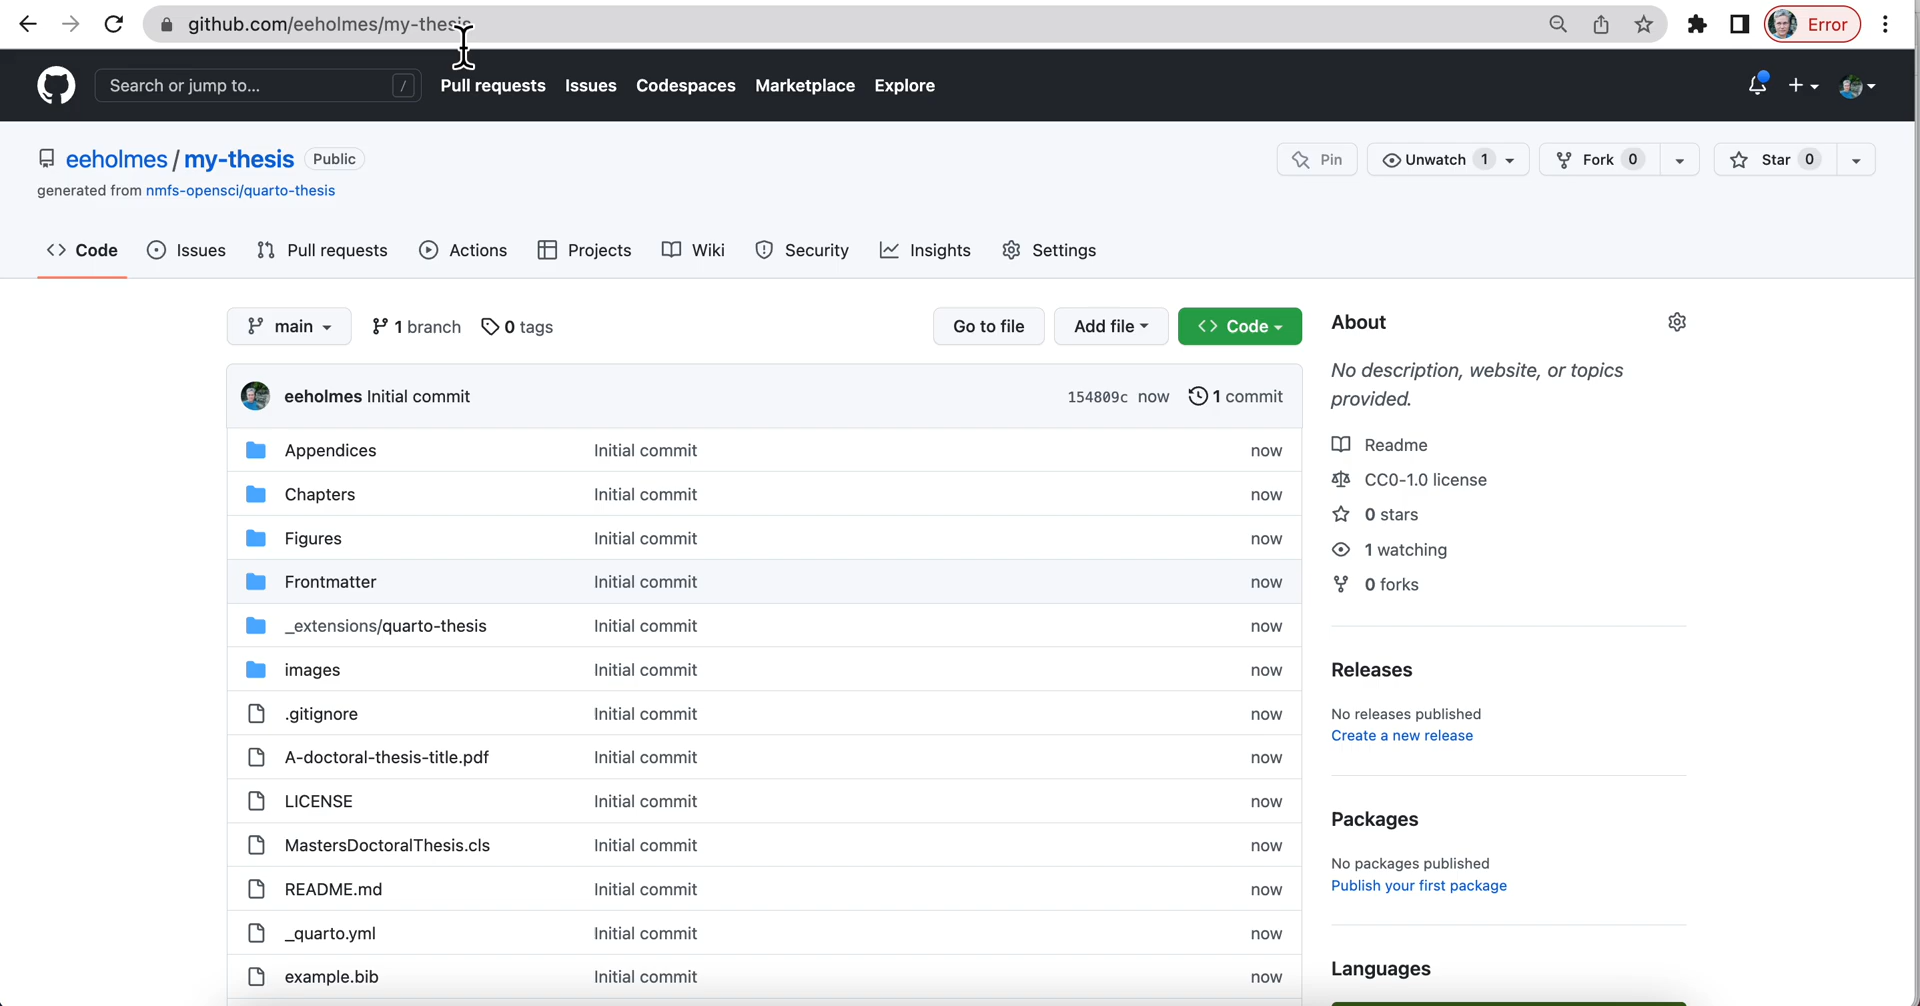 github.com/eeholmes/my-thesis
Error
Search or jump to... /
Pull requests Issues Codespaces Marketplace Explore
eeholmes / my-thesis Public
Pin Unwatch 1 Fork 0 Star 0
generated from nmfs-opensci/quarto-thesis
Code Issues Pull requests Actions Projects Wiki Security Insights Settings
main 1 branch 0 tags Go to file Add file Code
eeholmes Initial commit 154809c now 1 commit
Appendices Initial commit now
Chapters Initial commit now
Figures Initial commit now
Frontmatter Initial commit now
_extensions/quarto-thesis Initial commit now
images Initial commit now
.gitignore Initial commit now
A-doctoral-thesis-title.pdf Initial commit now
LICENSE Initial commit now
MastersDoctoralThesis.cls Initial commit now
README.md Initial commit now
_quarto.yml Initial commit now
example.bib Initial commit now
About
No description, website, or topics
provided.
Readme
CC0-1.0 license
0 stars
1 watching
0 forks
Releases
No releases published
Create a new release
Packages
No packages published
Publish your first package
Languages